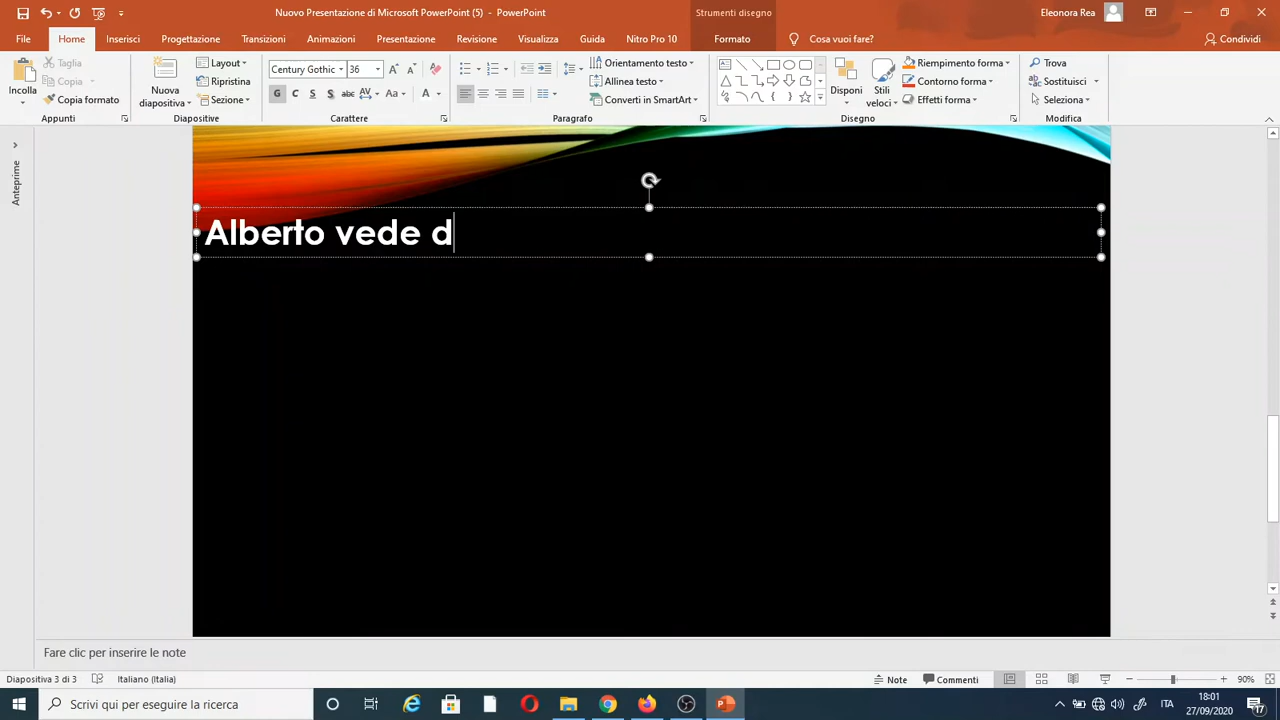 Nuovo Presentazione di Microsoft PowerPoint (5) - PowerPoint
Strumenti disegno
Eleonora Rea
File Home Inserisci Progettazione Transizioni Animazioni Presentazione Revisione Visualizza Guida Nitro Pro 10 Formato Cosa vuoi fare? Condividi
Incolla
Taglia
Copia
Copia formato
Appunti
Nuova
diapositiva
Layout
Ripristina
Sezione
Diapositive
Century Gothic 36
G C S S abc AV Aa A
Carattere
Orientamento testo
Allinea testo
Converti in SmartArt
Paragrafo
Disponi
Stili
veloci
Riempimento forma
Contorno forma
Effetti forma
Disegno
Trova
Sostituisci
Seleziona
Modifica
Anteprime
Alberto vede d
Fare clic per inserire le note
Diapositiva 3 di 3 Italiano (Italia) Note Commenti 90%
Scrivi qui per eseguire la ricerca
ITA
18:01
27/09/2020
17